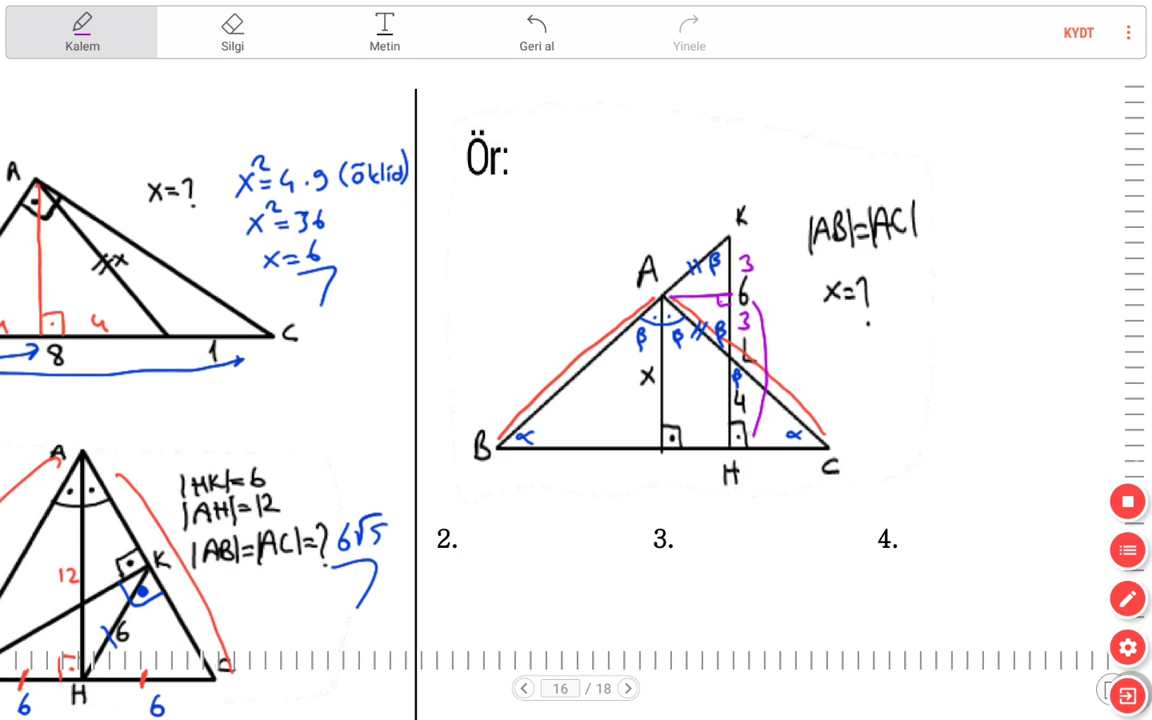 Kalem
Silgi
Metin
Geri al
Yinele
KYDT
A
x=?
x²=4.9 (öklid)
x²=36
x=6
x
4
8
1
C
A
|HK|=6
|AH|=12
|AB|=|AC|=? 6√5
12
K
x 6
H
6
6
Ör:
K
|AB|=|AC|
x=?
A
β
3
6
3
β
β
β
L
x
β
4
B
α
α
C
H
2.
3.
4.
16 / 18